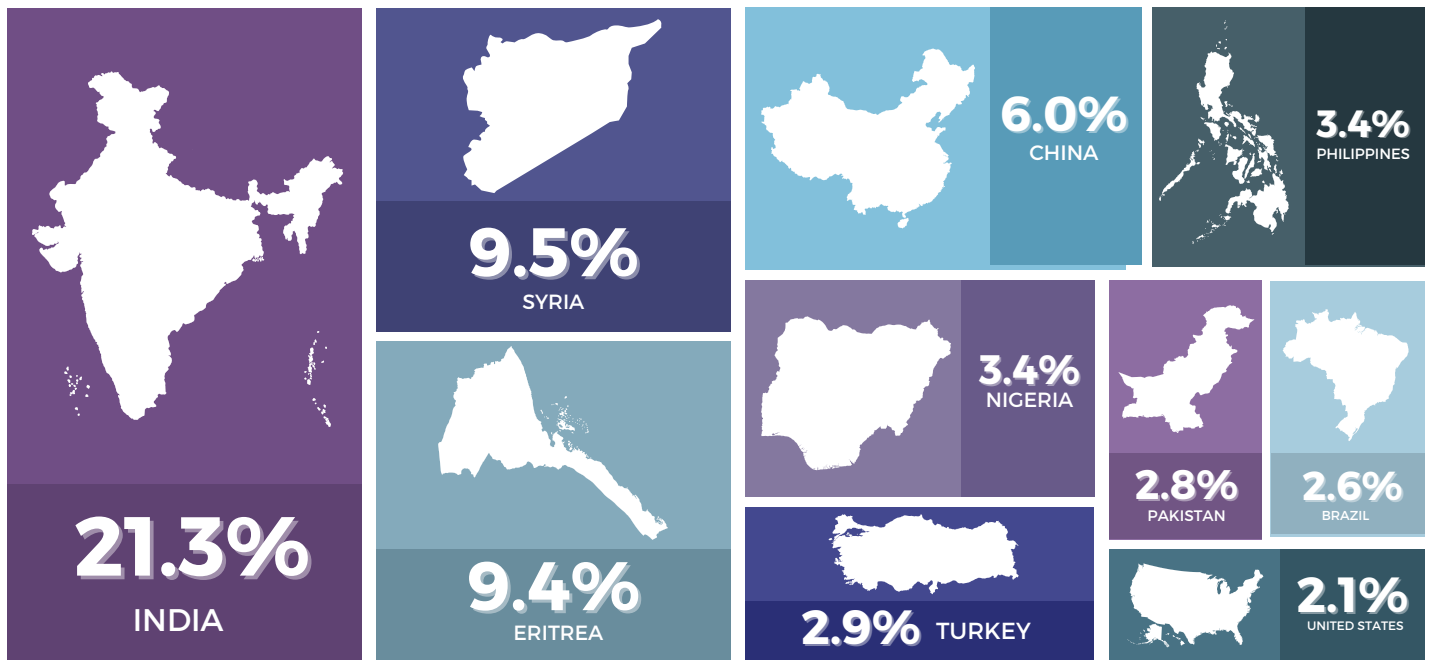 21.3%
INDIA
9.5%
SYRIA
9.4%
ERITREA
6.0%
CHINA
3.4%
PHILIPPINES
3.4%
NIGERIA
2.9% TURKEY
2.8%
PAKISTAN
2.6%
BRAZIL
2.1%
UNITED STATES